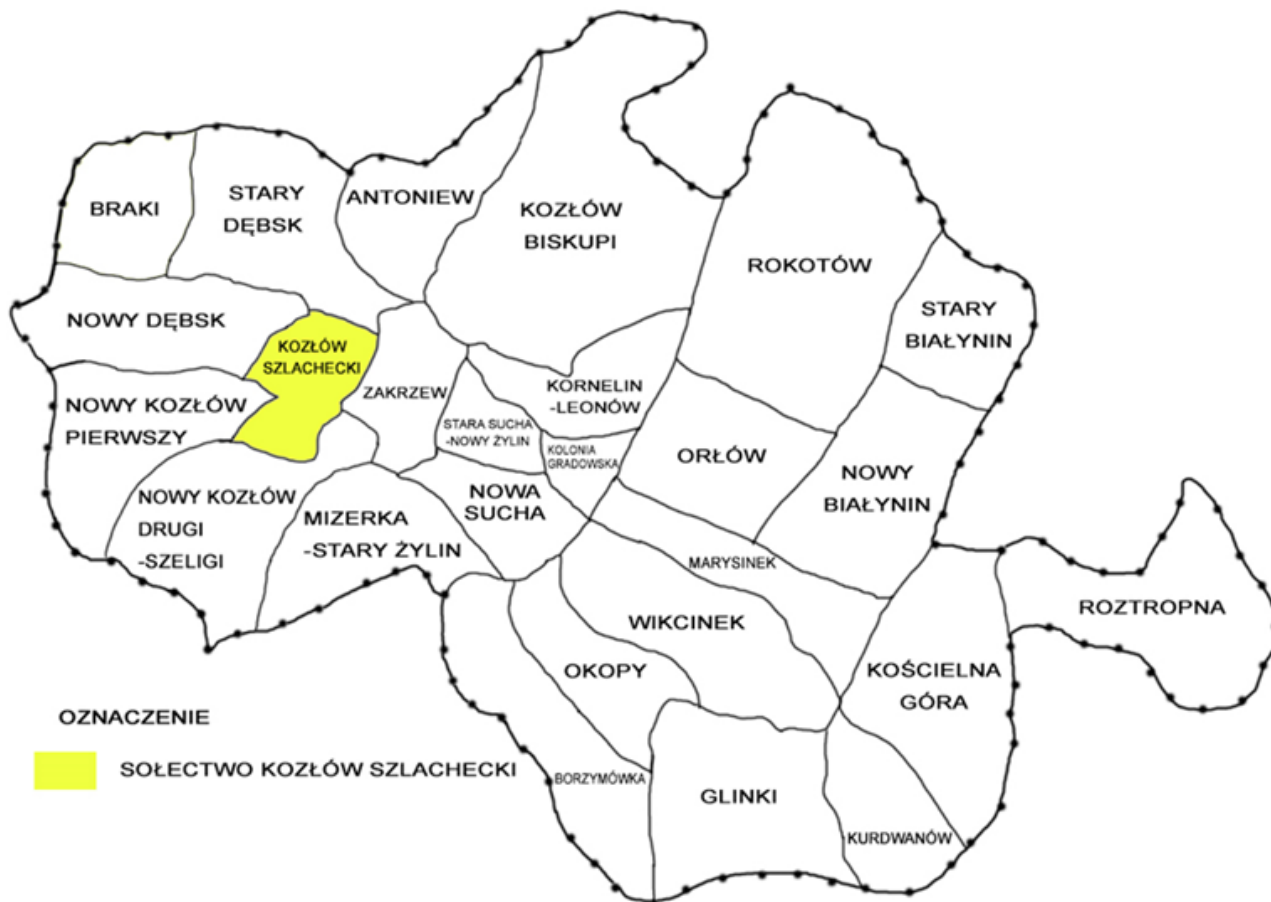 BRAKI
STARY
DĘBSK
ANTONIEW
KOZŁÓW
BISKUPI
ROKOTÓW
STARY
BIAŁYNIN
NOWY DĘBSK
KOZŁÓW
SZLACHECKI
ZAKRZEW
KORNELIN
-LEONÓW
NOWY KOZŁÓW
PIERWSZY
STARA SUCHA
-NOWY ŻYLIN
KOLONIA
GRADOWSKA
ORŁÓW
NOWY
BIAŁYNIN
NOWY KOZŁÓW
DRUGI
-SZELIGI
MIZERKA
-STARY ŻYLIN
NOWA
SUCHA
MARYSINEK
ROZTROPNA
WIKCINEK
OKOPY
KOŚCIELNA
GÓRA
BORZYMÓWKA
GLINKI
KURDWANÓW
OZNACZENIE
SOŁECTWO KOZŁÓW SZLACHECKI